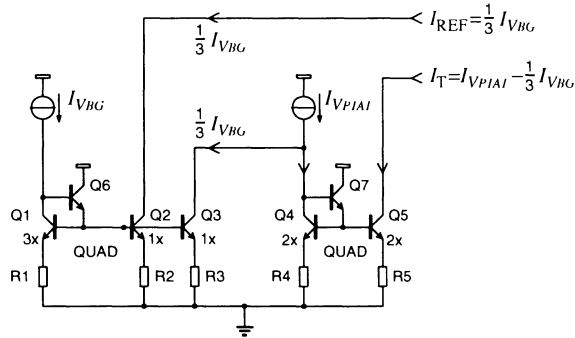 I_REF=1/3 I_VBG
1/3 I_VBG
I_T=I_VPTAT-1/3 I_VBG
I_VBG
1/3 I_VBG
I_VPTAT
Q6
Q7
Q1
Q2
Q3
Q4
Q5
3x
QUAD
1x
1x
2x
QUAD
2x
R1
R2
R3
R4
R5